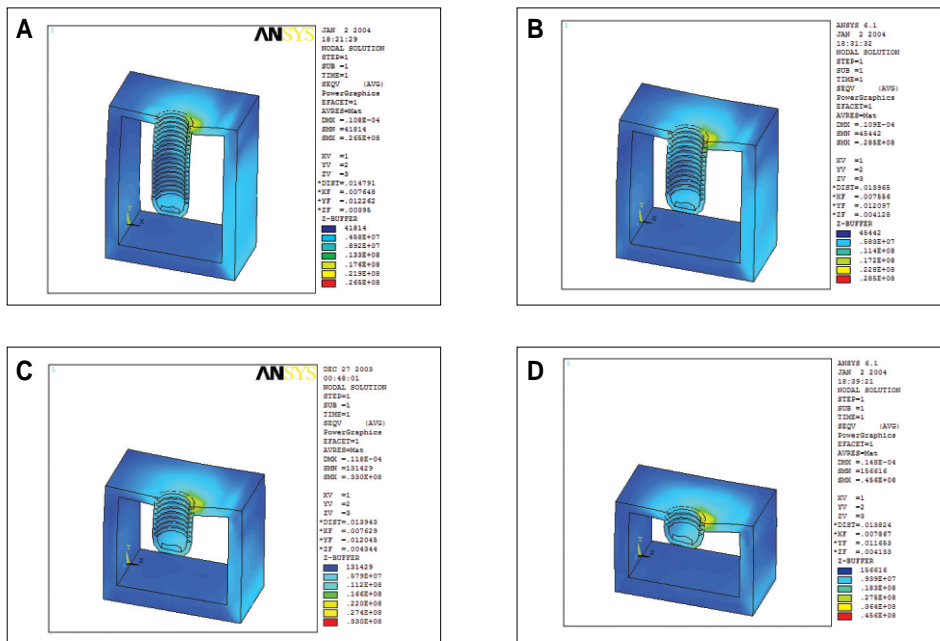 A
1
ANSYS
JAN 2 2004
18:21:29
NODAL SOLUTION
STEP=1
SUB =1
TIME=1
SEQV (AVG)
PowerGraphics
EFACET=1
AVRES=Mat
DMX =.108E-04
SMN =41814
SMX =.265E+08
XV =1
YV =2
ZV =3
*DIST=.014791
*XF =.007648
*YF =.012262
*ZF =.00395
Z-BUFFER
41814
.458E+07
.892E+07
.133E+08
.176E+08
.219E+08
.265E+08
Y
X
B
1
ANSYS 6.1
JAN 2 2004
18:31:32
NODAL SOLUTION
STEP=1
SUB =1
TIME=1
SEQV (AVG)
PowerGraphics
EFACET=1
AVRES=Mat
DMX =.109E-04
SMN =45442
SMX =.285E+08
XV =1
YV =2
ZV =3
*DIST=.013965
*XF =.007556
*YF =.012097
*ZF =.004128
Z-BUFFER
45442
.583E+07
.114E+08
.172E+08
.228E+08
.285E+08
Y
X
C
1
ANSYS
DEC 27 2003
00:48:01
NODAL SOLUTION
STEP=1
SUB =1
TIME=1
SEQV (AVG)
PowerGraphics
EFACET=1
AVRES=Mat
DMX =.118E-04
SMN =131429
SMX =.330E+08
XV =1
YV =2
ZV =3
*DIST=.013943
*XF =.007629
*YF =.012045
*ZF =.004344
Z-BUFFER
131429
.579E+07
.112E+08
.166E+08
.220E+08
.274E+08
.330E+08
Y
X
D
1
ANSYS 6.1
JAN 2 2004
18:39:21
NODAL SOLUTION
STEP=1
SUB =1
TIME=1
SEQV (AVG)
PowerGraphics
EFACET=1
AVRES=Mat
DMX =.148E-04
SMN =156616
SMX =.456E+08
XV =1
YV =2
ZV =3
*DIST=.013824
*XF =.007867
*YF =.011653
*ZF =.004133
Z-BUFFER
156616
.939E+07
.183E+08
.275E+08
.364E+08
.456E+08
Y
X